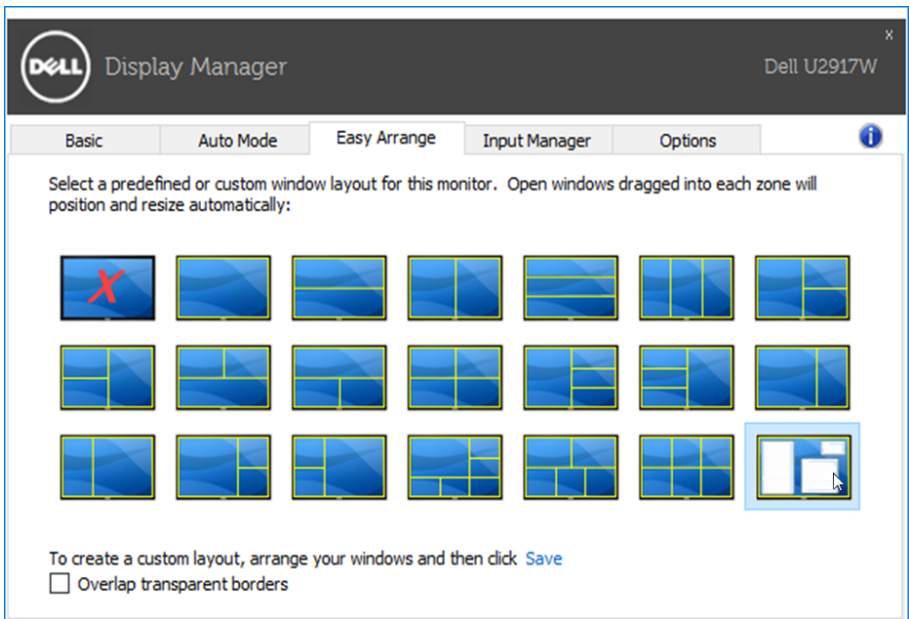 x
DELL Display Manager
Dell U2917W
Basic Auto Mode Easy Arrange Input Manager Options i
Select a predefined or custom window layout for this monitor. Open windows dragged into each zone will
position and resize automatically:
X
To create a custom layout, arrange your windows and then click Save
Overlap transparent borders